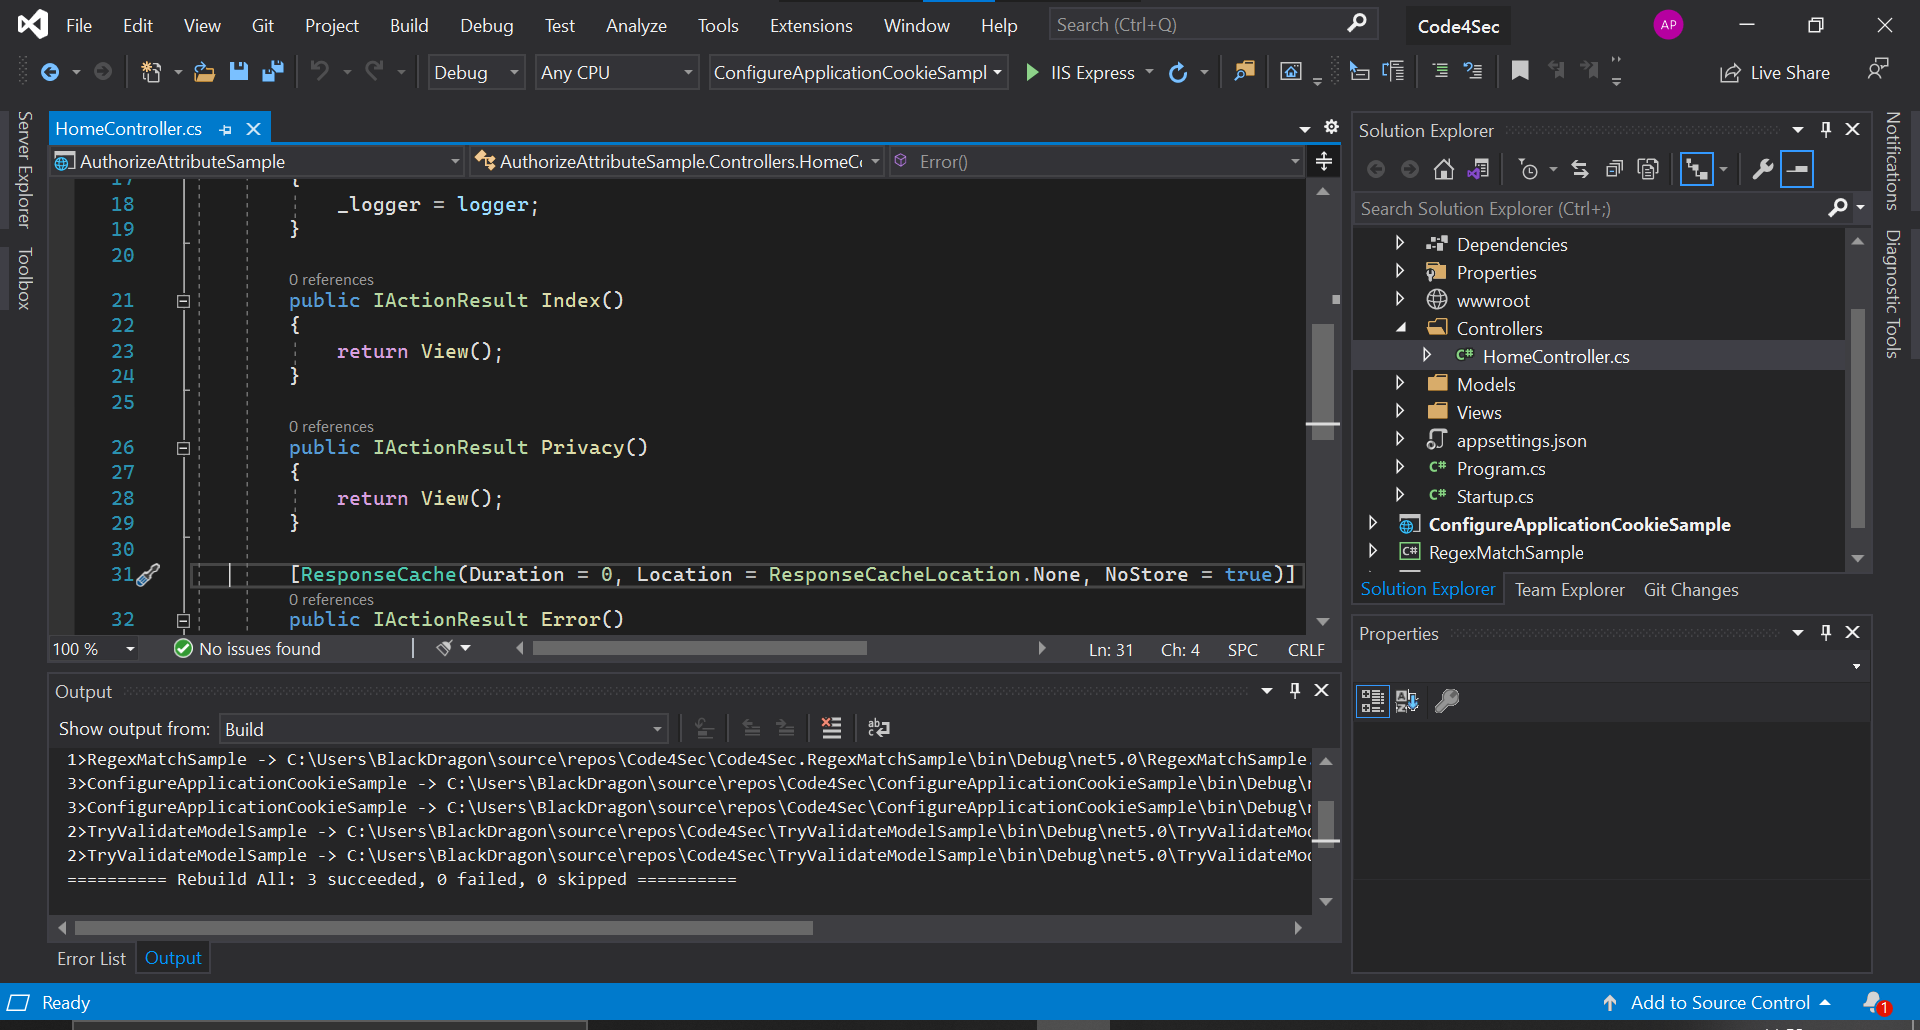 File Edit View Git Project Build Debug Test Analyze Tools Extensions Window Help Search (Ctrl+Q) Code4Sec AP
Debug Any CPU ConfigureApplicationCookieSampl IIS Express Live Share
Server Explorer
Toolbox
HomeController.cs
AuthorizeAttributeSample AuthorizeAttributeSample.Controllers.HomeCo Error()
17 {
18 _logger = logger;
19 }
20
0 references
21 public IActionResult Index()
22 {
23 return View();
24 }
25
0 references
26 public IActionResult Privacy()
27 {
28 return View();
29 }
30
31 [ResponseCache(Duration = 0, Location = ResponseCacheLocation.None, NoStore = true)]
0 references
32 public IActionResult Error()
100 % No issues found Ln: 31 Ch: 4 SPC CRLF
Output
Show output from: Build
1>RegexMatchSample -> C:\Users\BlackDragon\source\repos\Code4Sec\Code4Sec.RegexMatchSample\bin\Debug\net5.0\RegexMatchSample.
3>ConfigureApplicationCookieSample -> C:\Users\BlackDragon\source\repos\Code4Sec\ConfigureApplicationCookieSample\bin\Debug\n
3>ConfigureApplicationCookieSample -> C:\Users\BlackDragon\source\repos\Code4Sec\ConfigureApplicationCookieSample\bin\Debug\n
2>TryValidateModelSample -> C:\Users\BlackDragon\source\repos\Code4Sec\TryValidateModelSample\bin\Debug\net5.0\TryValidateMod
2>TryValidateModelSample -> C:\Users\BlackDragon\source\repos\Code4Sec\TryValidateModelSample\bin\Debug\net5.0\TryValidateMod
========== Rebuild All: 3 succeeded, 0 failed, 0 skipped ==========
Error List Output
Solution Explorer
Search Solution Explorer (Ctrl+;)
Dependencies
Properties
wwwroot
Controllers
C# HomeController.cs
Models
Views
appsettings.json
C# Program.cs
C# Startup.cs
ConfigureApplicationCookieSample
C# RegexMatchSample
Solution Explorer Team Explorer Git Changes
Properties
Notifications
Diagnostic Tools
Ready Add to Source Control 1